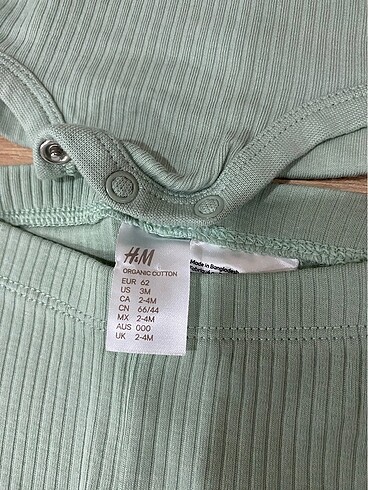 H&M
ORGANIC COTTON
EUR 62
US 3M
CA 2-4M
CN 66/44
MX 2-4M
AUS 000
UK 2-4M
Made in Bangladesh